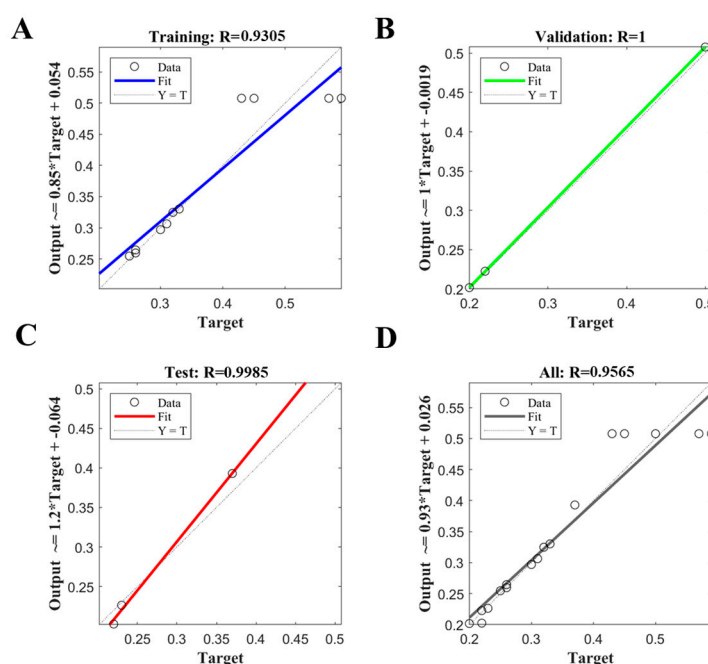 A
Training: R=0.9305
Output ~= 0.85*Target + 0.054
0.55
0.5
0.45
0.4
0.35
0.3
0.25
Data
Fit
Y = T
0.3
0.4
0.5
Target
B
Validation: R=1
Output ~= 1*Target + -0.0019
0.5
0.45
0.4
0.35
0.3
0.25
0.2
Data
Fit
Y = T
0.2
0.3
0.4
0.5
Target
C
Test: R=0.9985
Output ~= 1.2*Target + -0.064
0.5
0.45
0.4
0.35
0.3
0.25
Data
Fit
Y = T
0.25
0.3
0.35
0.4
0.45
0.5
Target
D
All: R=0.9565
Output ~= 0.93*Target + 0.026
0.55
0.5
0.45
0.4
0.35
0.3
0.25
0.2
Data
Fit
Y = T
0.2
0.3
0.4
0.5
Target